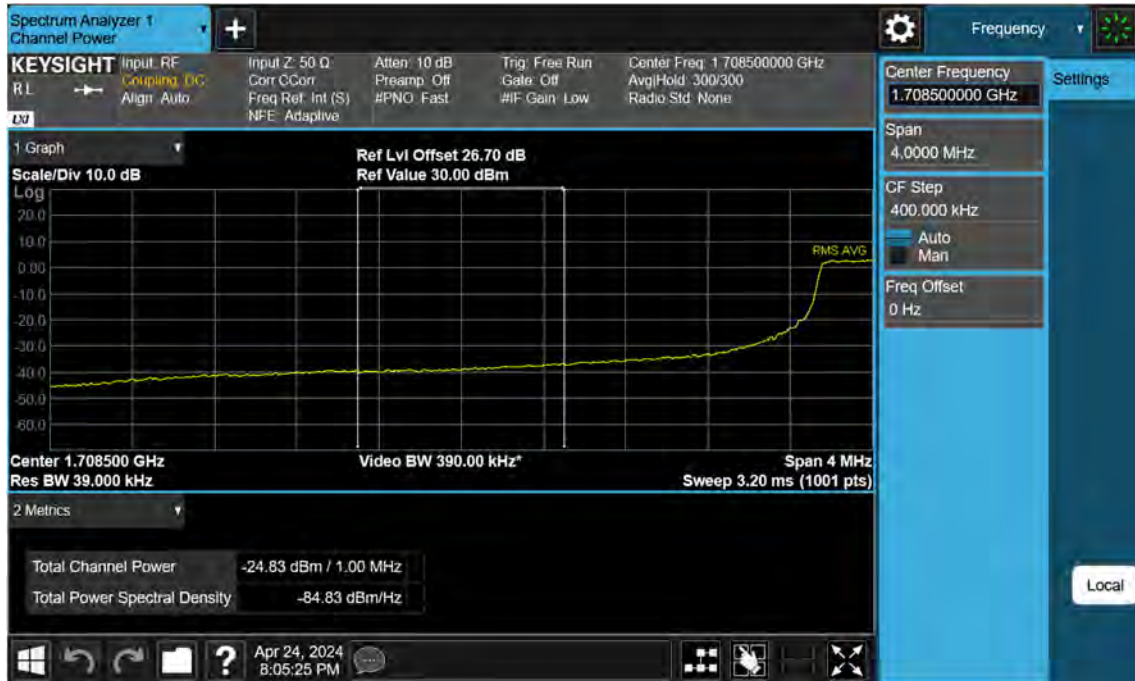 Spectrum Analyzer 1
Channel Power
Frequency
KEYSIGHT
R L
LXI
Input: RF
Coupling: DC
Align: Auto
Input Z: 50 Ω
Corr CCorr
Freq Ref: Int (S)
NFE: Adaptive
Atten: 10 dB
Preamp: Off
#PNO: Fast
Trig: Free Run
Gate: Off
#IF Gain: Low
Center Freq: 1.708500000 GHz
Avg|Hold: 300/300
Radio Std: None
Center Frequency
1.708500000 GHz
Settings
Span
4.0000 MHz
CF Step
400.000 kHz
Auto
Man
Freq Offset
0 Hz
1 Graph
Scale/Div 10.0 dB
Ref Lvl Offset 26.70 dB
Ref Value 30.00 dBm
Log
20.0
10.0
0.00
-10.0
-20.0
-30.0
-40.0
-50.0
-60.0
RMS AVG
Center 1.708500 GHz
Res BW 39.000 kHz
Video BW 390.00 kHz*
Span 4 MHz
Sweep 3.20 ms (1001 pts)
2 Metrics
Total Channel Power
-24.83 dBm / 1.00 MHz
Total Power Spectral Density
-84.83 dBm/Hz
Local
?
Apr 24, 2024
8:05:25 PM